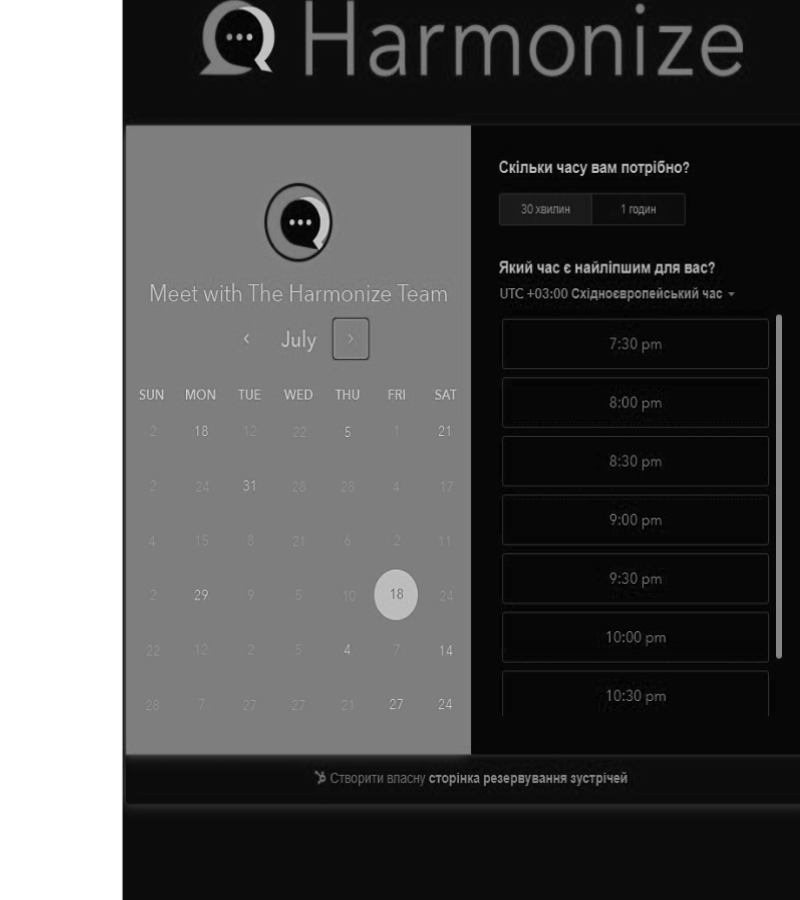 Harmonize
Meet with The Harmonize Team
July
SUN MON TUE WED THU FRI SAT
2 18 12 22 5 1 21
2 24 31 28 28 4 17
4 15 8 21 6 2 11
2 29 9 5 10 18 24
22 12 2 5 4 7 14
28 7 27 27 21 27 24
Скільки часу вам потрібно?
30 хвилин 1 годин
Який час є найліпшим для вас?
UTC +03:00 Східноєвропейський час
7:30 pm
8:00 pm
8:30 pm
9:00 pm
9:30 pm
10:00 pm
10:30 pm
Створити власну сторінка резервування зустрічей